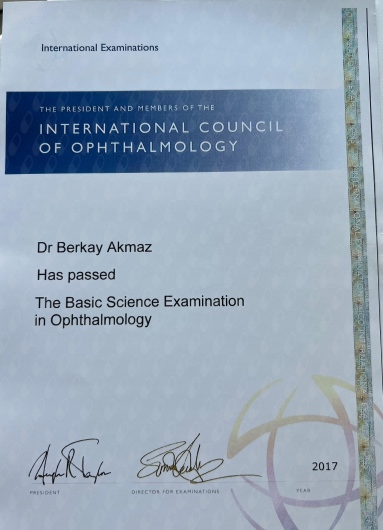 International Examinations
THE PRESIDENT AND MEMBERS OF THE
INTERNATIONAL COUNCIL
OF OPHTHALMOLOGY
Dr Berkay Akmaz
Has passed
The Basic Science Examination
in Ophthalmology
2017
PRESIDENT
DIRECTOR FOR EXAMINATIONS
YEAR